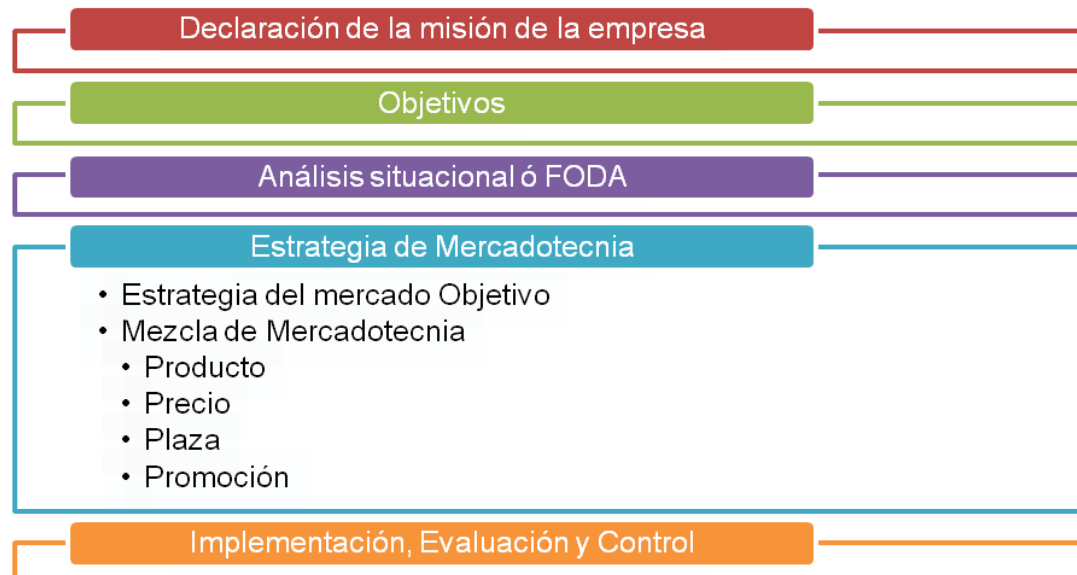 Declaración de la misión de la empresa
Objetivos
Análisis situacional ó FODA
Estrategia de Mercadotecnia
• Estrategia del mercado Objetivo
• Mezcla de Mercadotecnia
• Producto
• Precio
• Plaza
• Promoción
Implementación, Evaluación y Control